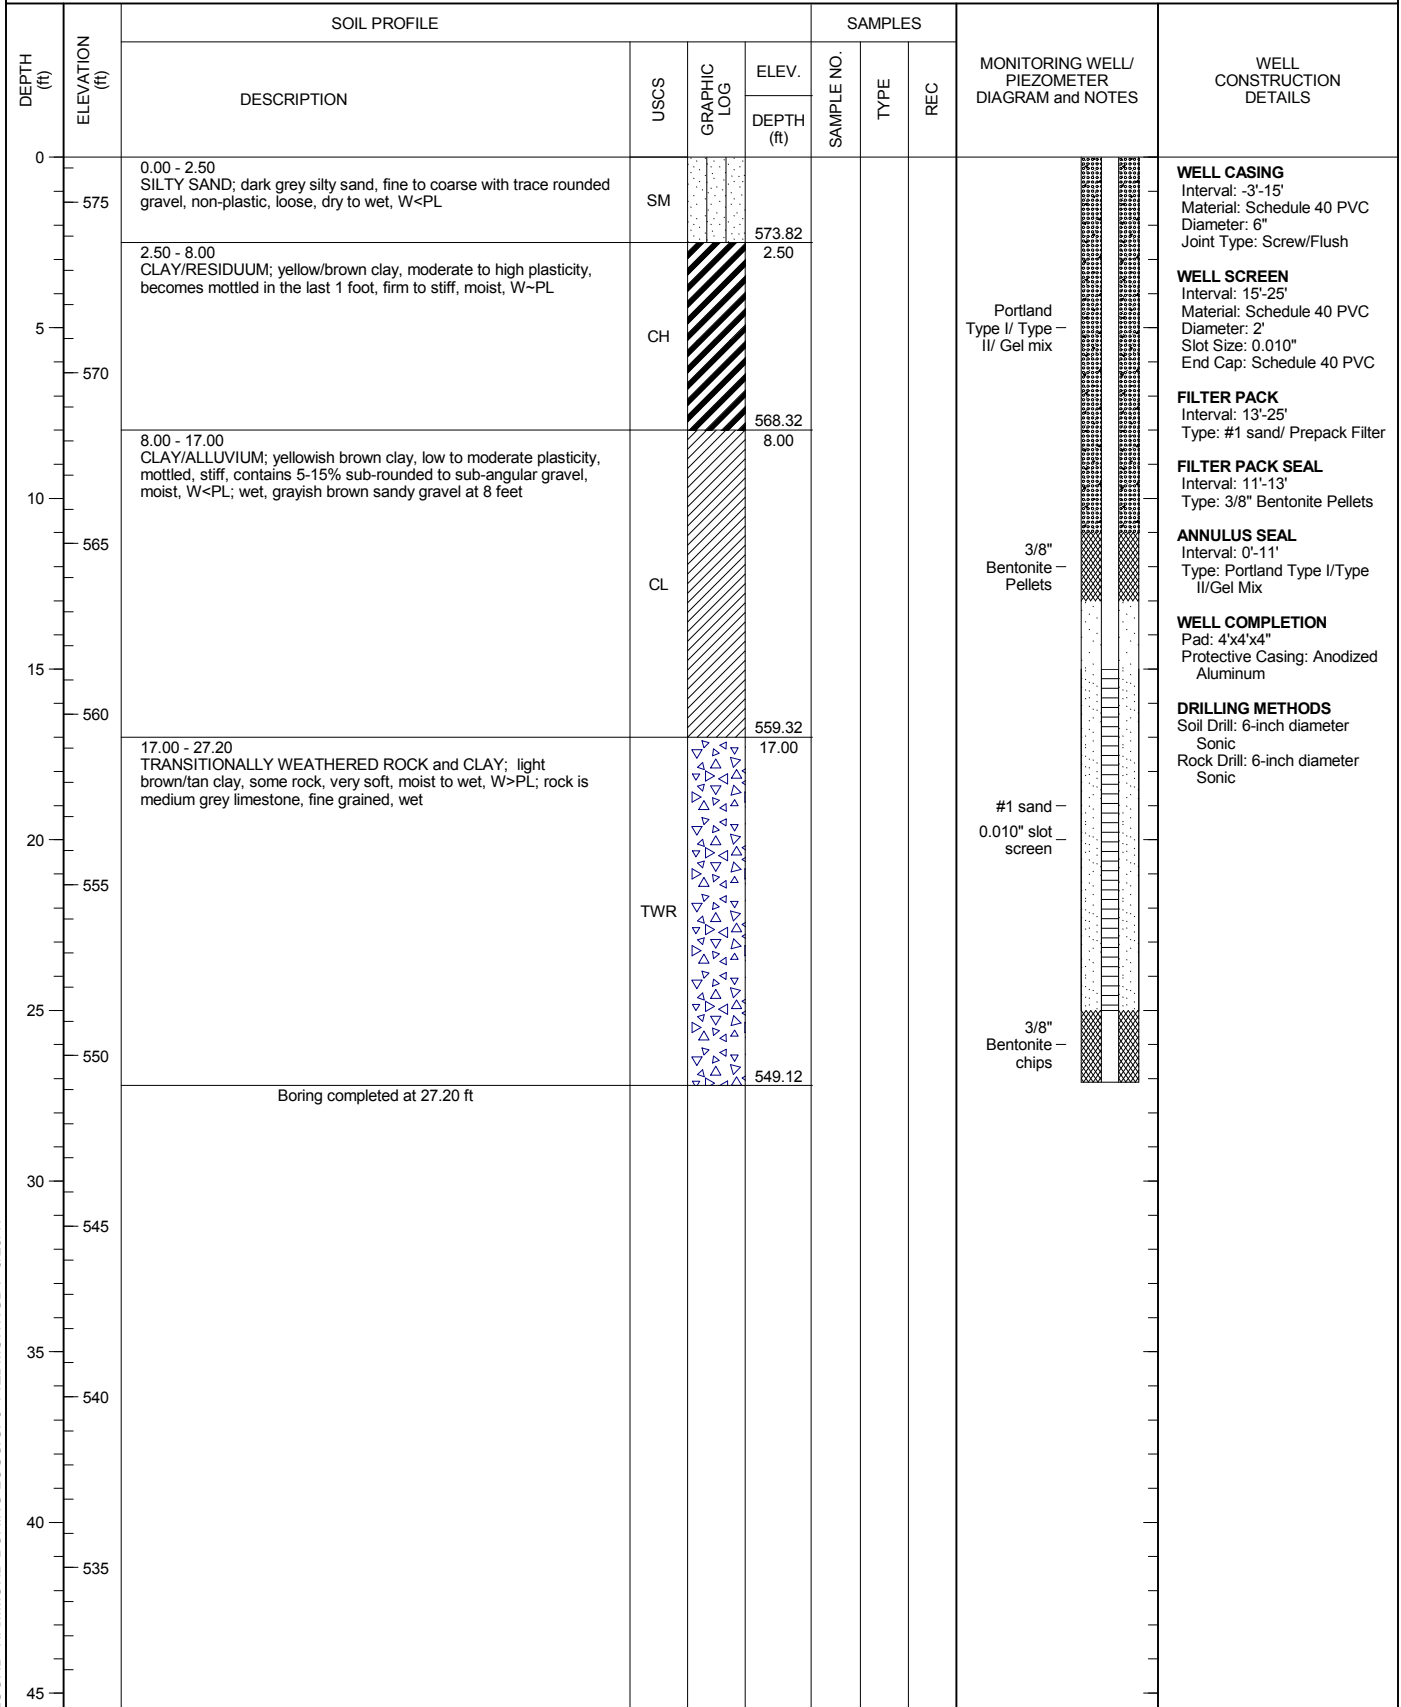 SOIL PROFILE
SAMPLES
DEPTH
(ft)
ELEVATION
(ft)
DESCRIPTION
USCS
GRAPHIC
LOG
ELEV.
DEPTH
(ft)
SAMPLE NO.
TYPE
REC
MONITORING WELL/
PIEZOMETER
DIAGRAM and NOTES
WELL
CONSTRUCTION
DETAILS
0
5
10
15
20
25
30
35
40
45
575
570
565
560
555
550
545
540
535
0.00 - 2.50
SILTY SAND; dark grey silty sand, fine to coarse with trace rounded
gravel, non-plastic, loose, dry to wet, W<PL
SM
573.82
2.50
2.50 - 8.00
CLAY/RESIDUUM; yellow/brown clay, moderate to high plasticity,
becomes mottled in the last 1 foot, firm to stiff, moist, W~PL
CH
568.32
8.00
8.00 - 17.00
CLAY/ALLUVIUM; yellowish brown clay, low to moderate plasticity,
mottled, stiff, contains 5-15% sub-rounded to sub-angular gravel,
moist, W<PL; wet, grayish brown sandy gravel at 8 feet
CL
559.32
17.00
17.00 - 27.20
TRANSITIONALLY WEATHERED ROCK and CLAY; light
brown/tan clay, some rock, very soft, moist to wet, W>PL; rock is
medium grey limestone, fine grained, wet
TWR
549.12
Boring completed at 27.20 ft
Portland
Type I/ Type
II/ Gel mix
3/8"
Bentonite
Pellets
#1 sand
0.010" slot
screen
3/8"
Bentonite
chips
WELL CASING
Interval: -3'-15'
Material: Schedule 40 PVC
Diameter: 6"
Joint Type: Screw/Flush
WELL SCREEN
Interval: 15'-25'
Material: Schedule 40 PVC
Diameter: 2'
Slot Size: 0.010"
End Cap: Schedule 40 PVC
FILTER PACK
Interval: 13'-25'
Type: #1 sand/ Prepack Filter
FILTER PACK SEAL
Interval: 11'-13'
Type: 3/8" Bentonite Pellets
ANNULUS SEAL
Interval: 0'-11'
Type: Portland Type I/Type
II/Gel Mix
WELL COMPLETION
Pad: 4'x4'x4"
Protective Casing: Anodized
Aluminum
DRILLING METHODS
Soil Drill: 6-inch diameter
Sonic
Rock Drill: 6-inch diameter
Sonic